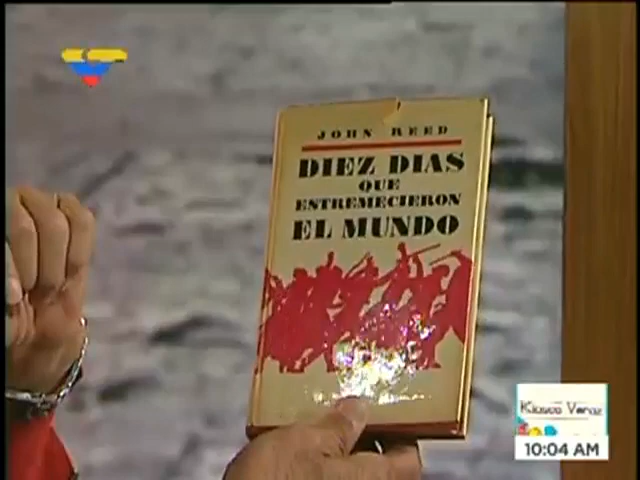 JOHN REED
DIEZ DIAS
QUE
ESTREMECIERON
EL MUNDO
Kiosco Veraz
10:04 AM